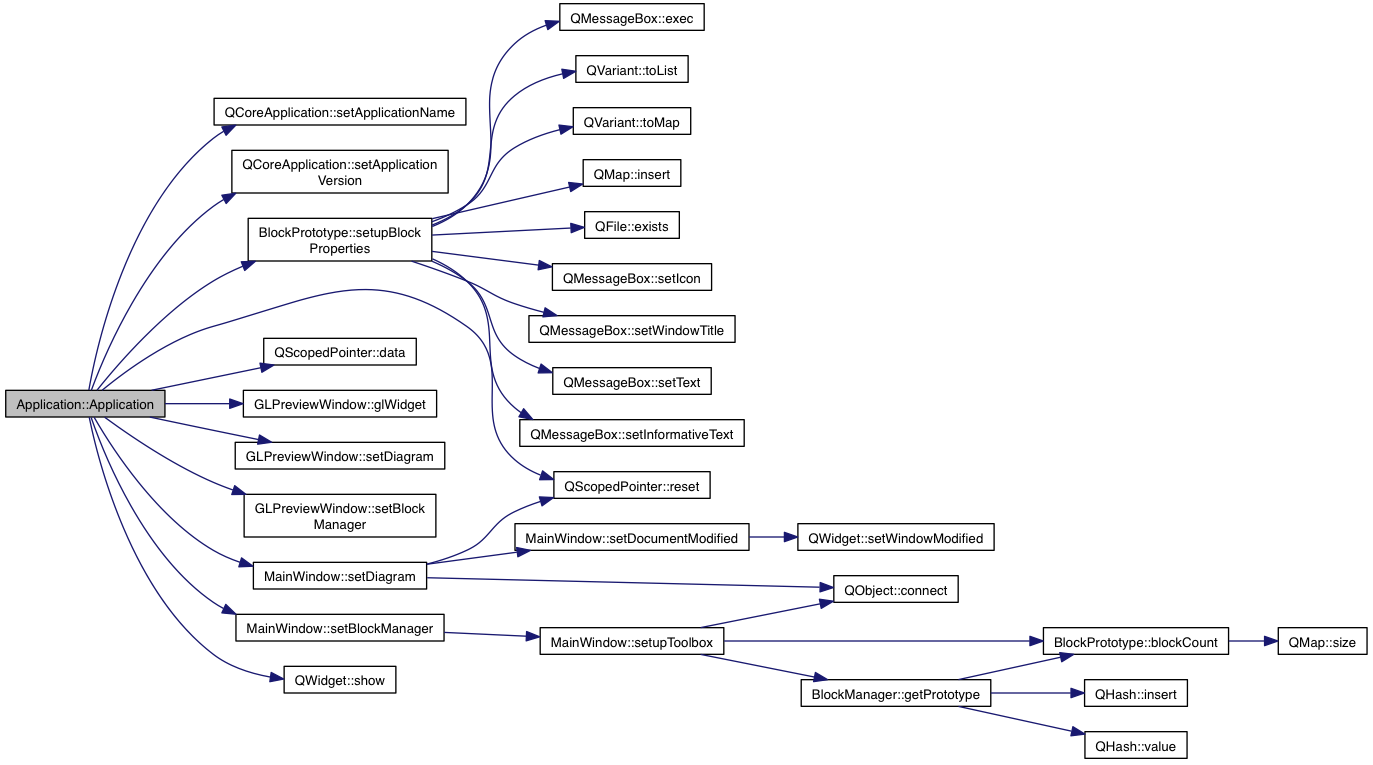 QMessageBox::exec
QVariant::toList
QCoreApplication::setApplicationName
QVariant::toMap
QCoreApplication::setApplication
Version
QMap::insert
BlockPrototype::setupBlock
Properties
QFile::exists
QMessageBox::setIcon
QMessageBox::setWindowTitle
QScopedPointer::data
QMessageBox::setText
Application::Application
GLPreviewWindow::glWidget
QMessageBox::setInformativeText
GLPreviewWindow::setDiagram
QScopedPointer::reset
GLPreviewWindow::setBlock
Manager
MainWindow::setDocumentModified
QWidget::setWindowModified
MainWindow::setDiagram
QObject::connect
MainWindow::setBlockManager
MainWindow::setupToolbox
BlockPrototype::blockCount
QMap::size
QWidget::show
BlockManager::getPrototype
QHash::insert
QHash::value